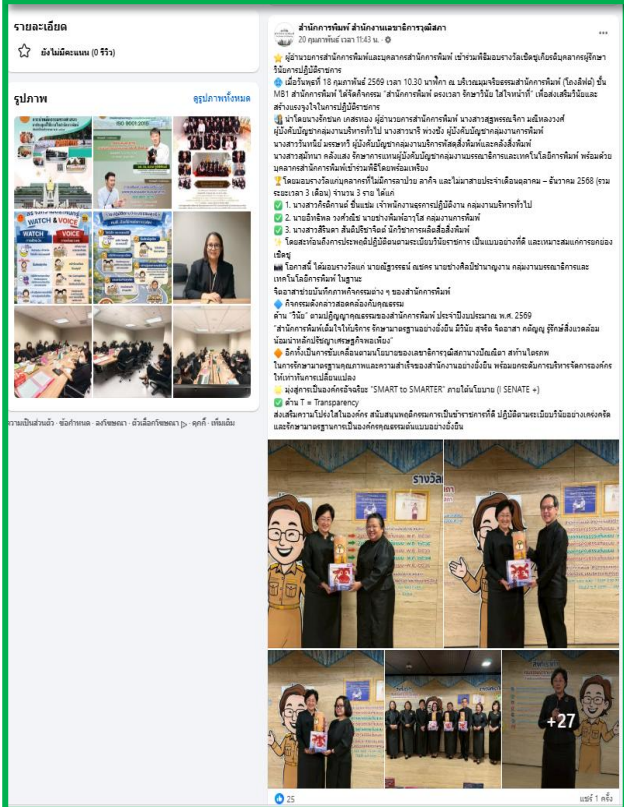 รายละเอียด
ยังไม่มีคะแนน (0 รีวิว)
รูปภาพ
ดูรูปภาพทั้งหมด
ISO 9001:2015
WATCH & VOICE
WATCH
VOICE
ความเป็นส่วนตัว · ข้อกำหนด · ลงโฆษณา · ตัวเลือกโฆษณา · คุกกี้ · เพิ่มเติม
สำนักการพิมพ์ สำนักงานเลขาธิการวุฒิสภา
20 กุมภาพันธ์ เวลา 11:43 น. ·
⭐ ผู้อำนวยการสำนักการพิมพ์และบุคลากรสำนักการพิมพ์ เข้าร่วมพิธีมอบรางวัลเชิดชูเกียรติบุคลากรผู้รักษา
วินัยการปฏิบัติราชการ
เมื่อวันพุธที่ 18 กุมภาพันธ์ 2569 เวลา 10.30 นาฬิกา ณ บริเวณมุมจริยธรรมสำนักการพิมพ์ (โถงลิฟต์) ชั้น
MB1 สำนักการพิมพ์ ได้จัดกิจกรรม "สำนักการพิมพ์ ตรงเวลา รักษาวินัย ใส่ใจหน้าที่" เพื่อส่งเสริมวินัยและ
สร้างแรงจูงใจในการปฏิบัติราชการ
นำโดยนางรักชนก เกสรทอง ผู้อำนวยการสำนักการพิมพ์ นางสาวสุพรรณจิกา มณีหลวงศ์
ผู้บังคับบัญชากลุ่มงานบริหารทั่วไป นางสาวนารี พ่วงชัง ผู้บังคับบัญชากลุ่มงานการพิมพ์
นางสาววันทนีย์ มรรษทวี ผู้บังคับบัญชากลุ่มงานบริหารพัสดุสิ่งพิมพ์และคลังสิ่งพิมพ์
นางสาวสุมัทนา คลังแสง รักษาการแทนผู้บังคับบัญชากลุ่มงานบรรณาธิการและเทคโนโลยีการพิมพ์ พร้อมด้วย
บุคลากรสำนักการพิมพ์เข้าร่วมพิธีโดยพร้อมเพรียง
🏆 โดยมอบรางวัลแก่บุคลากรที่ไม่มีการลาป่วย ลากิจ และไม่มาสายประจำเดือนตุลาคม – ธันวาคม 2568 (รวม
ระยะเวลา 3 เดือน) จำนวน 3 ราย ได้แก่
✅ 1. นางสาวกิรติกานต์ ชื่นแช่ม เจ้าพนักงานธุรการปฏิบัติงาน กลุ่มงานบริหารทั่วไป
✅ 2. นายอิทธิพล วงศ์วณิช นายช่างพิมพ์อาวุโส กลุ่มงานการพิมพ์
✅ 3. นางสาวสิรินดา สันติปรีชาจิตต์ นักวิชาการผลิตสื่อสิ่งพิมพ์
✨ โดยสะท้อนถึงการประพฤติปฏิบัติตนตามระเบียบวินัยราชการ เป็นแบบอย่างที่ดี และเหมาะสมแก่การยกย่อง
เชิดชู
📷 โอกาสนี้ ได้มอบรางวัลแก่ นายณัฐวรรธน์ ณชคร นายช่างศิลป์ชำนาญงาน กลุ่มงานบรรณาธิการและ
เทคโนโลยีการพิมพ์ ในฐานะ
จิตอาสาช่วยบันทึกภาพกิจกรรมต่าง ๆ ของสำนักการพิมพ์
🔷 กิจกรรมดังกล่าวสอดคล้องกับคุณธรรม
ด้าน "วินัย" ตามปฏิญญาคุณธรรมของสำนักการพิมพ์ ประจำปีงบประมาณ พ.ศ. 2569
"สำนักการพิมพ์เต็มใจให้บริการ รักษามาตรฐานอย่างยั่งยืน มีวินัย สุจริต จิตอาสา กตัญญู รู้รักษ์สิ่งแวดล้อม
น้อมนำหลักปรัชญาเศรษฐกิจพอเพียง"
🔶 อีกทั้งเป็นการขับเคลื่อนตามนโยบายของเลขาธิการวุฒิสภานางปัณณิตา สท้านไตรภพ
ในการรักษามาตรฐานคุณภาพและความสำเร็จของสำนักงานอย่างยั่งยืน พร้อมยกระดับการบริหารจัดการองค์กร
ให้เท่าทันการเปลี่ยนแปลง
มุ่งสู่การเป็นองค์กรอัจฉริยะ "SMART to SMARTER" ภายใต้นโยบาย (I SENATE +)
✅ ด้าน T = Transparency
ส่งเสริมความโปร่งใสในองค์กร สนับสนุนพฤติกรรมการเป็นข้าราชการที่ดี ปฏิบัติตามระเบียบวินัยอย่างเคร่งครัด
และรักษามาตรฐานการเป็นองค์กรคุณธรรมต้นแบบอย่างยั่งยืน
รางวัล
+27
25
แชร์ 1 ครั้ง